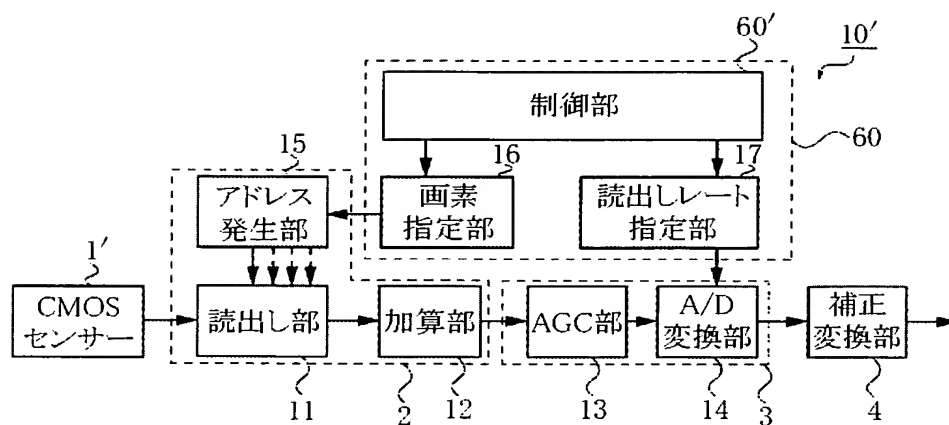 60′
10′
制御部
60
15
16
17
アドレス
発生部
画素
指定部
読出しレート
指定部
1′
CMOS
センサー
読出し部
加算部
AGC部
A/D
変換部
補正
変換部
11
2
12
13
14
3
4